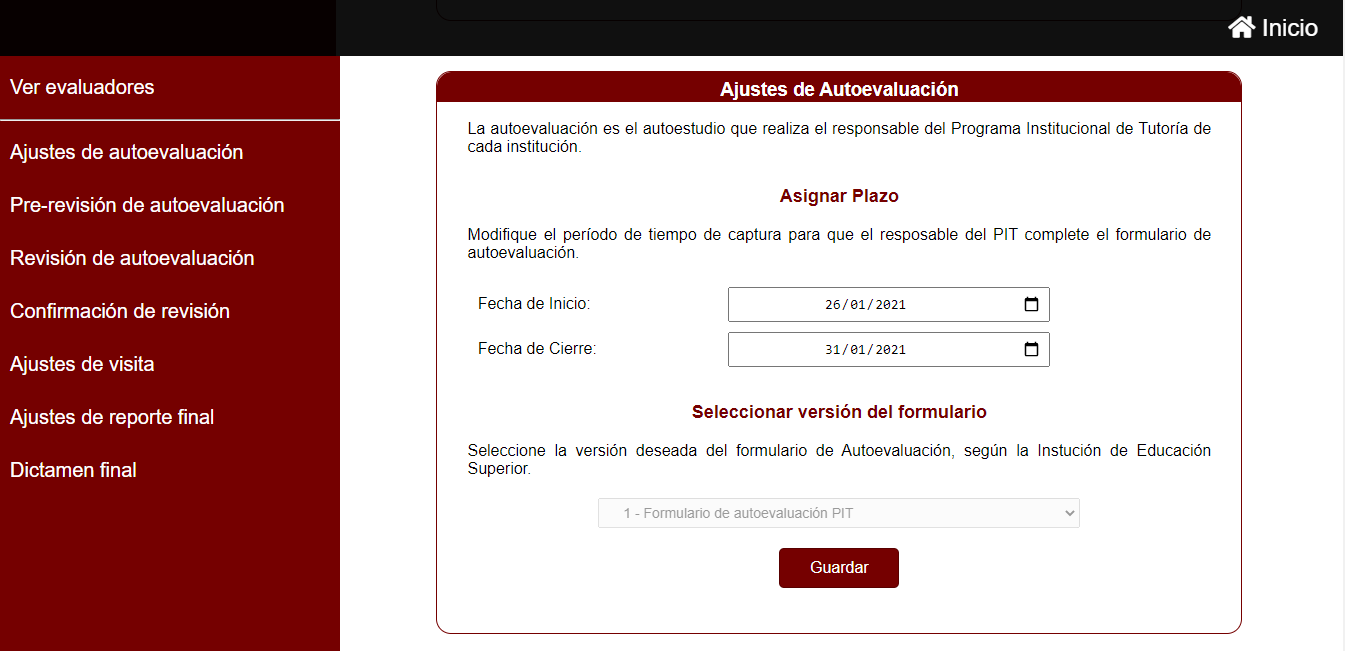 Inicio
Ver evaluadores
Ajustes de autoevaluación
Pre-revisión de autoevaluación
Revisión de autoevaluación
Confirmación de revisión
Ajustes de visita
Ajustes de reporte final
Dictamen final
Ajustes de Autoevaluación
La autoevaluación es el autoestudio que realiza el responsable del Programa Institucional de Tutoría de
cada institución.
Asignar Plazo
Modifique el período de tiempo de captura para que el resposable del PIT complete el formulario de
autoevaluación.
Fecha de Inicio: 26/01/2021
Fecha de Cierre: 31/01/2021
Seleccionar versión del formulario
Seleccione la versión deseada del formulario de Autoevaluación, según la Instución de Educación
Superior.
1 - Formulario de autoevaluación PIT
Guardar